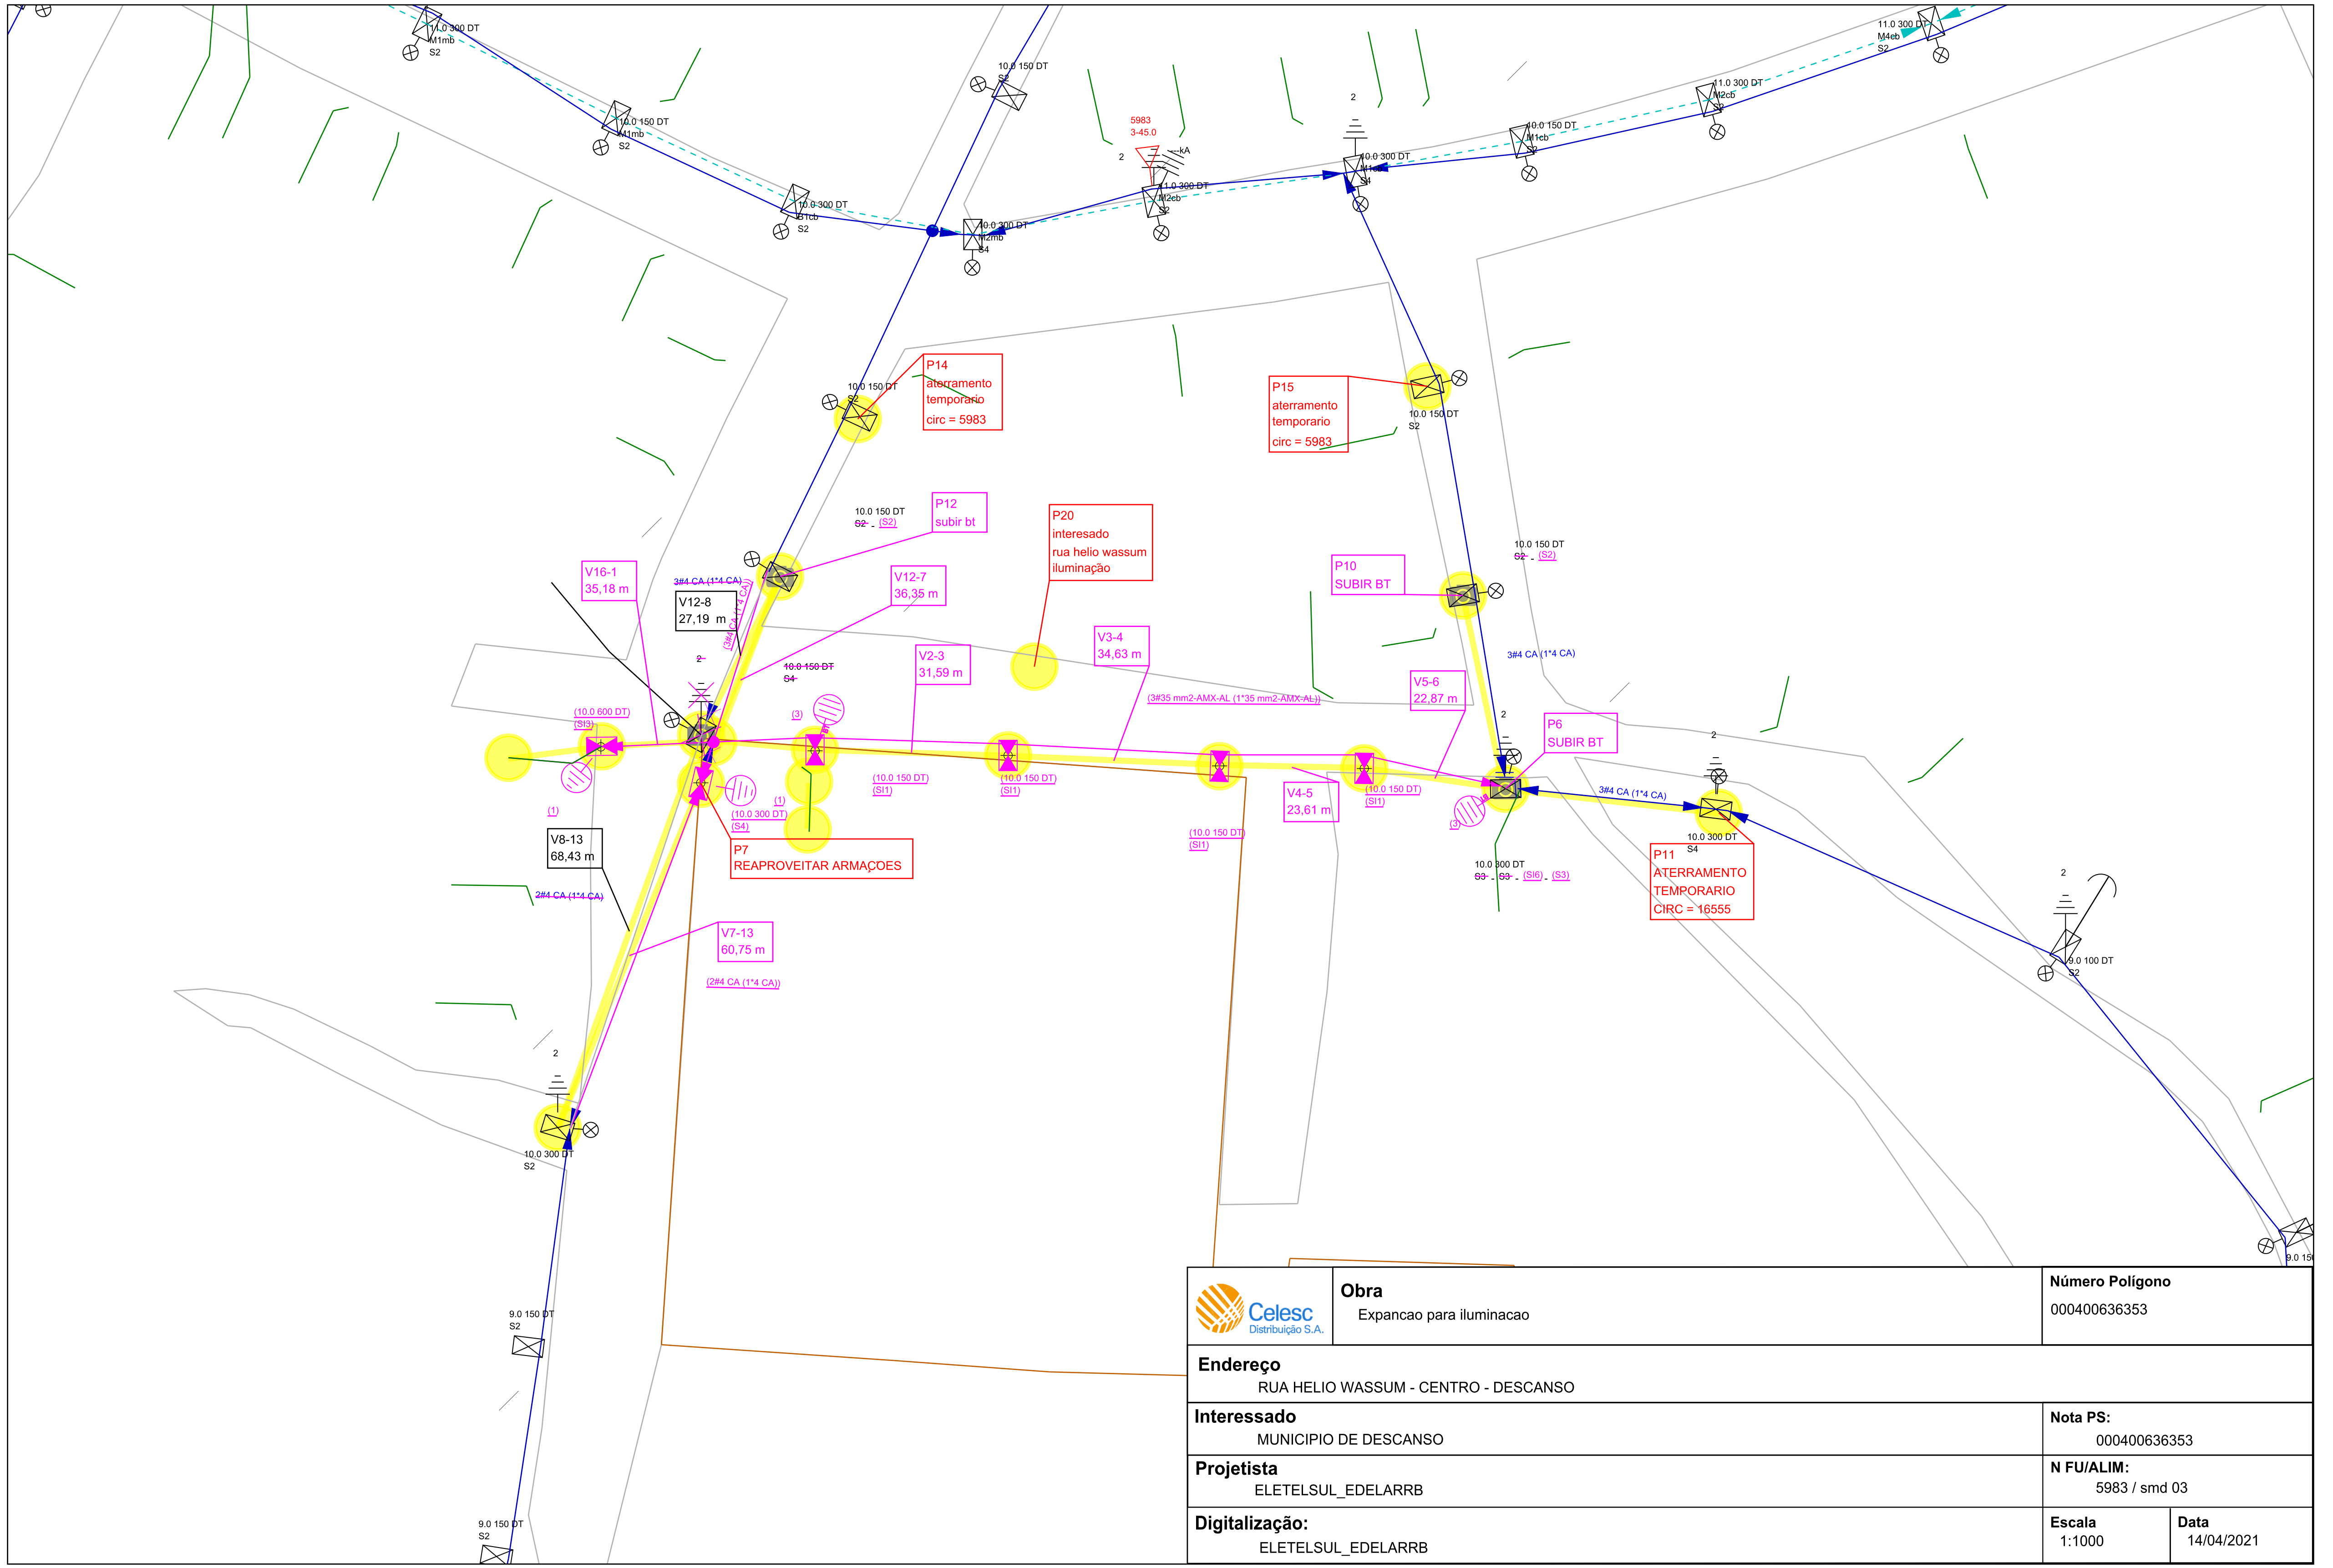 11.0 300 DT
M1mb
S2
10.0 150 DT
S2
11.0 300 DT
M4cb
S2
11.0 300 DT
M2cb
S2
10.0 150 DT
M1mb
S2
5983
3-45.0
2
---kA
2
10.0 300 DT
S4
10.0 150 DT
M1cb
S2
11.0 300 DT
M2cb
S2
10.0 300 DT
B1cb
S2
10.0 300 DT
M2mb
S4
P14
aterramento
temporario
circ = 5983
10.0 150 DT
S2
P15
aterramento
temporario
circ = 5983
10.0 150 DT
S2
P12
subir bt
10.0 150 DT
S2 - (S2)
P20
interesado
rua helio wassum
iluminação
10.0 150 DT
S2 - (S2)
P10
SUBIR BT
V16-1
35,18 m
3#4 CA (1*4 CA)
(3#4 CA (1*4 CA))
V12-8
27,19 m
V12-7
36,35 m
V3-4
34,63 m
V2-3
31,59 m
3#4 CA (1*4 CA)
2
10.0 150 DT
S4
V5-6
22,87 m
(3#35 mm2-AMX-AL (1*35 mm2-AMX-AL))
(10.0 600 DT)
(SI3)
(3)
2
P6
SUBIR BT
2
(10.0 150 DT)
(SI1)
(10.0 150 DT)
(SI1)
V4-5
23,61 m
(10.0 150 DT)
(SI1)
3#4 CA (1*4 CA)
(1)
(1)
(10.0 300 DT)
(S4)
(10.0 150 DT)
(SI1)
(3)
10.0 300 DT
S4
V8-13
68,43 m
P7
REAPROVEITAR ARMAÇOES
10.0 300 DT
S3 - S3 - (SI6) - (S3)
P11
ATERRAMENTO
TEMPORARIO
CIRC = 16555
2
2#4 CA (1*4 CA)
V7-13
60,75 m
(2#4 CA (1*4 CA))
9.0 100 DT
S2
2
10.0 300 DT
S2
9.0 150 DT
S2
9.0 150 DT
S2
Celesc
Distribuição S.A.
Obra
Expancao para iluminacao
Número Polígono
000400636353
Endereço
RUA HELIO WASSUM - CENTRO - DESCANSO
Interessado
MUNICIPIO DE DESCANSO
Nota PS:
000400636353
Projetista
ELETELSUL_EDELARRB
N FU/ALIM:
5983 / smd 03
Digitalização:
ELETELSUL_EDELARRB
Escala
1:1000
Data
14/04/2021